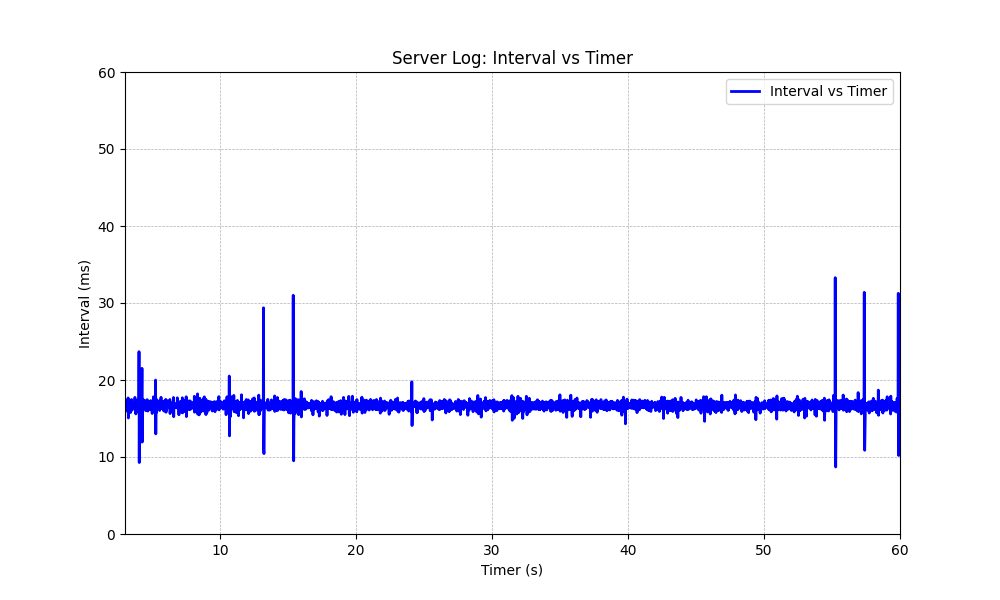 Server Log: Interval vs Timer
Interval vs Timer
60
50
40
30
20
10
0
Interval (ms)
10 20 30 40 50 60
Timer (s)